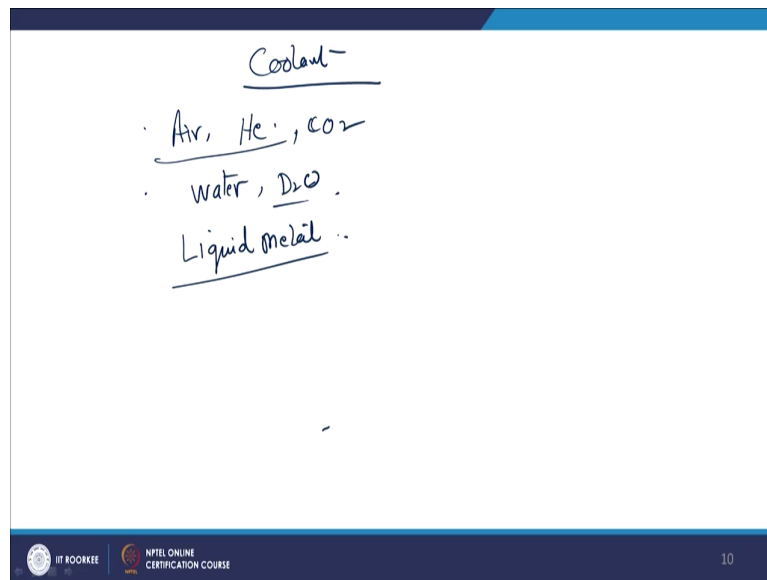 Coolant
Air, He, CO2
Water, D2O.
Liquid metal..
IIT ROORKEE
NPTEL ONLINE
CERTIFICATION COURSE
10